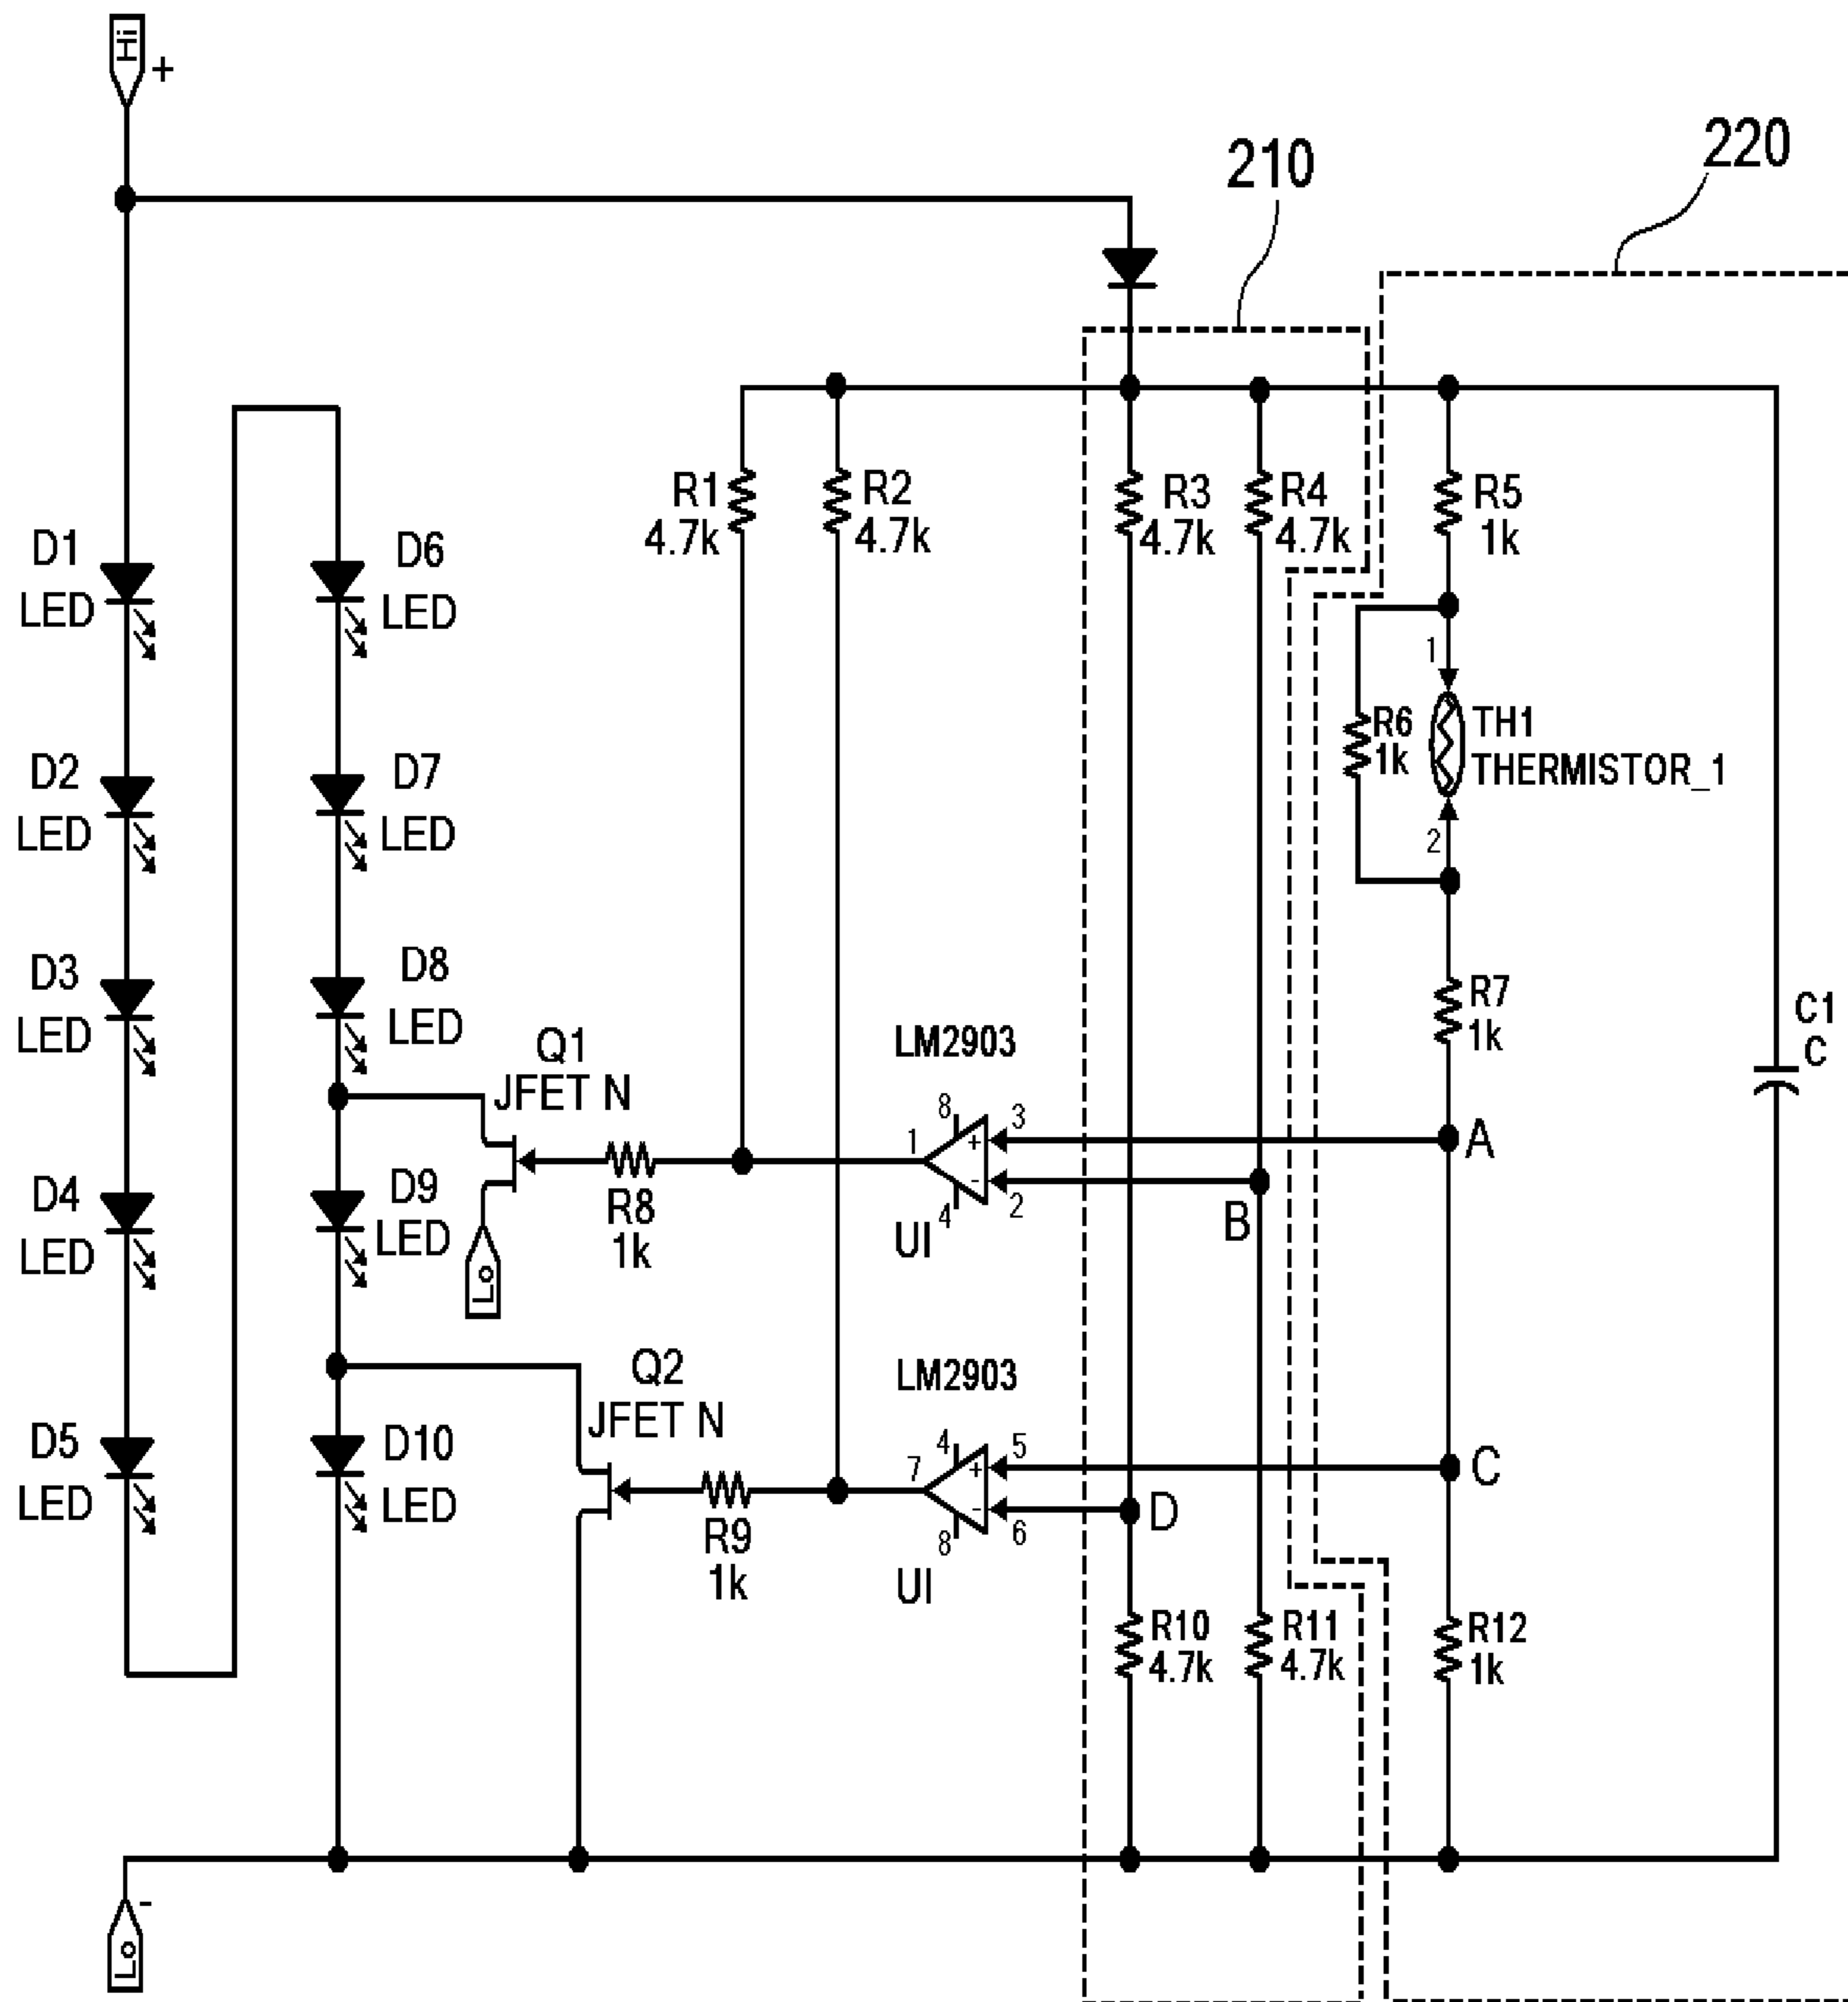 Hi
+
210
220
R1
4.7k
R2
4.7k
R3
4.7k
R4
4.7k
R5
1k
D1
LED
D6
LED
1
R6
1k
TH1
THERMISTOR_1
2
D2
LED
D7
LED
D3
LED
D8
LED
R7
1k
C1
C
Q1
JFET N
LM2903
8
3
1
+
-
4
2
A
B
UI
R8
1k
Lo
D4
LED
D9
LED
Q2
JFET N
LM2903
4
5
7
+
-
8
6
C
D
UI
R9
1k
D5
LED
D10
LED
R10
4.7k
R11
4.7k
R12
1k
-
Lo